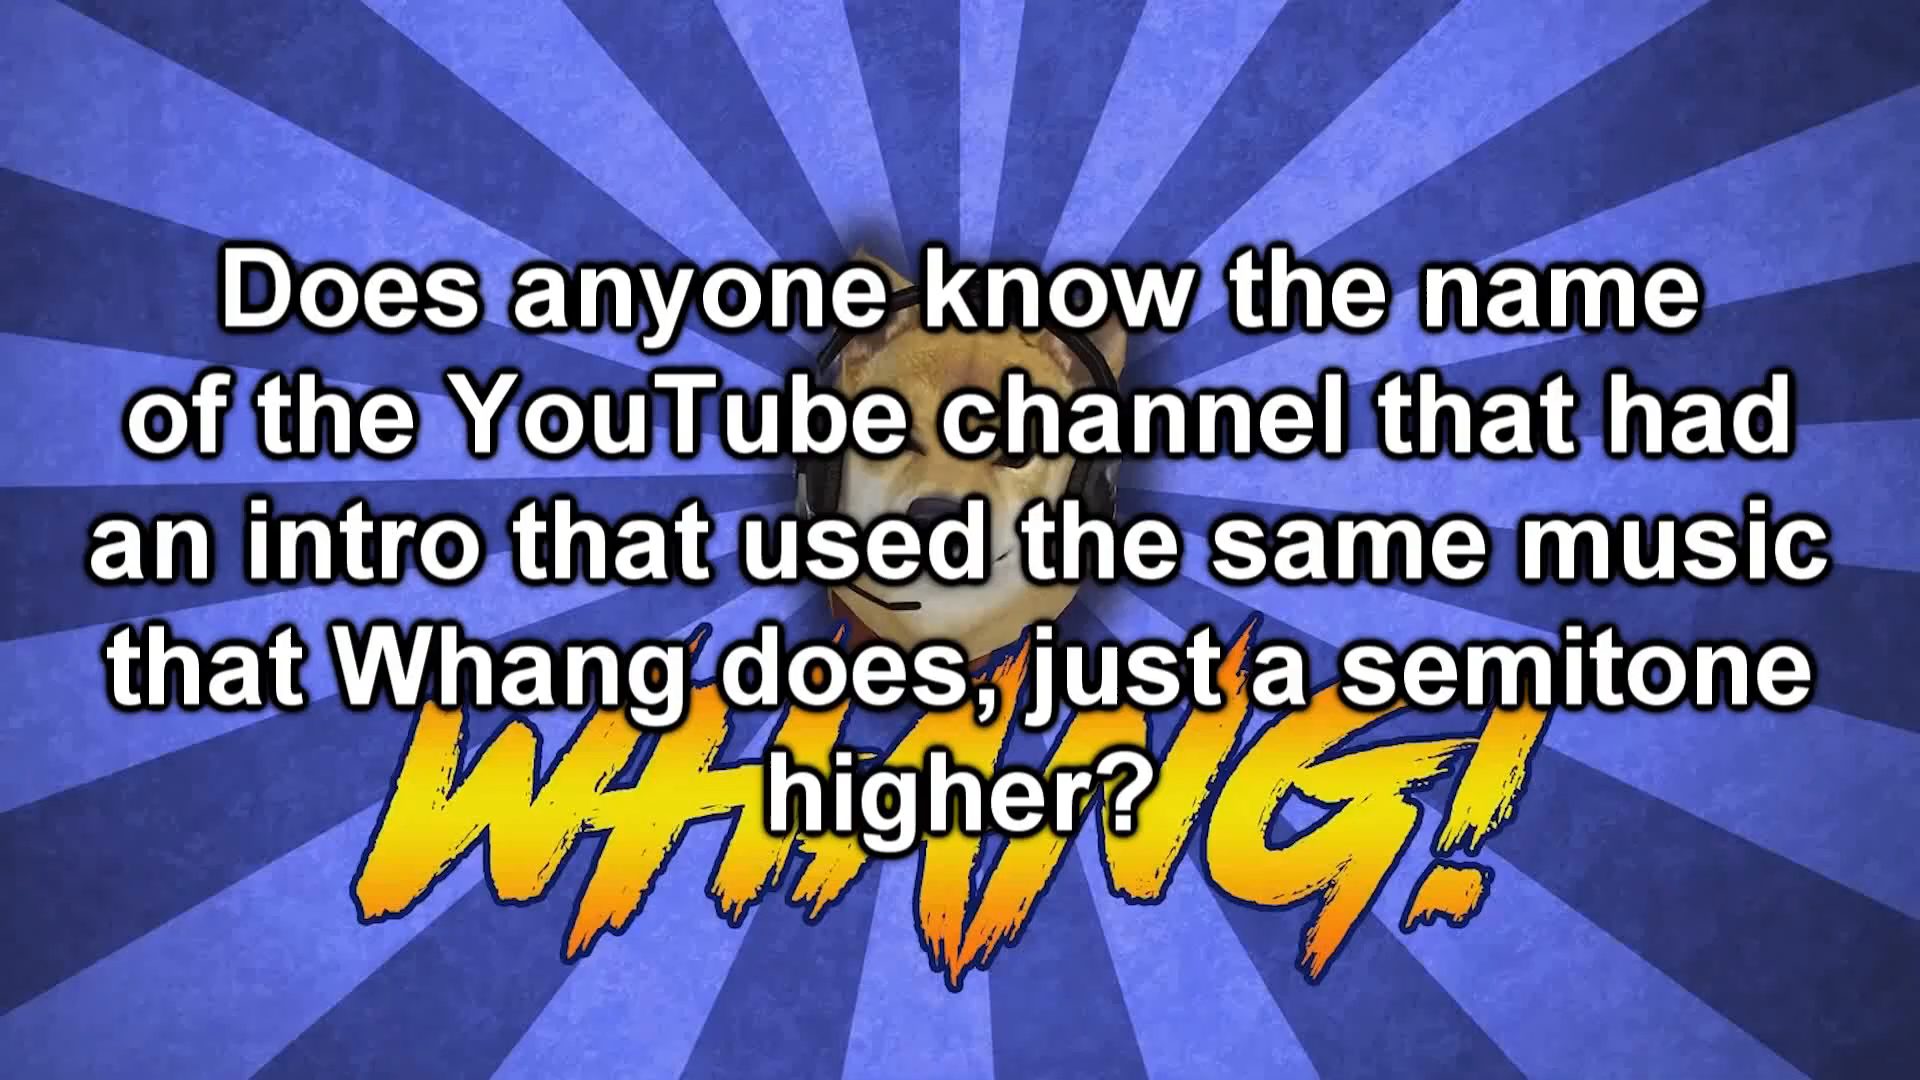 Does anyone know the name
of the YouTube channel that had
an intro that used the same music
that Whang does, just a semitone
higher?
WHANG!